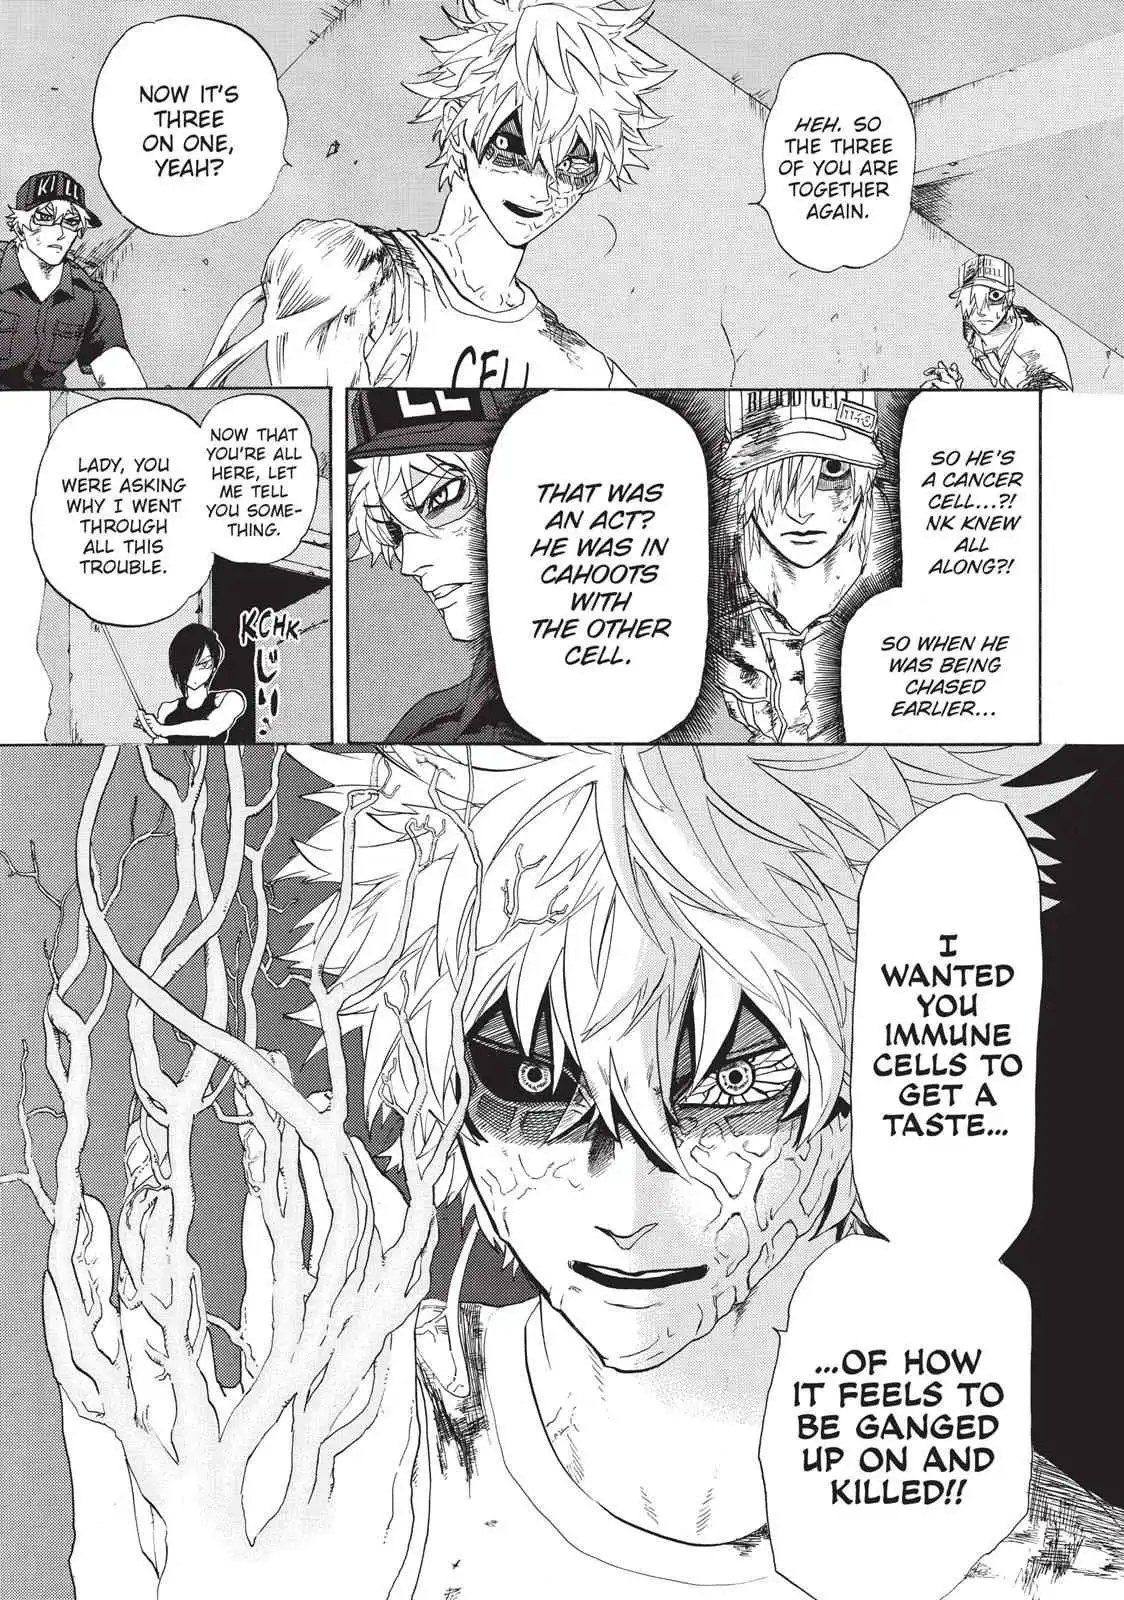 HEH. SO
THE THREE
OF YOU ARE
TOGETHER
AGAIN.
NOW IT'S
THREE
ON ONE,
YEAH?
KILL
CELL
SO HE'S
A CANCER
CELL...?!
NK KNEW
ALL
ALONG?!
SO WHEN HE
WAS BEING
CHASED
EARLIER...
BLOOD CELL
THAT WAS
AN ACT?
HE WAS IN
CAHOOTS
WITH
THE OTHER
CELL.
LL
NOW THAT
YOU'RE ALL
HERE, LET
ME TELL
YOU SOME-
THING.
LADY, YOU
WERE ASKING
WHY I WENT
THROUGH
ALL THIS
TROUBLE.
KCHK
I
WANTED
YOU
IMMUNE
CELLS TO
GET A
TASTE...
...OF HOW
IT FEELS TO
BE GANGED
UP ON AND
KILLED!!